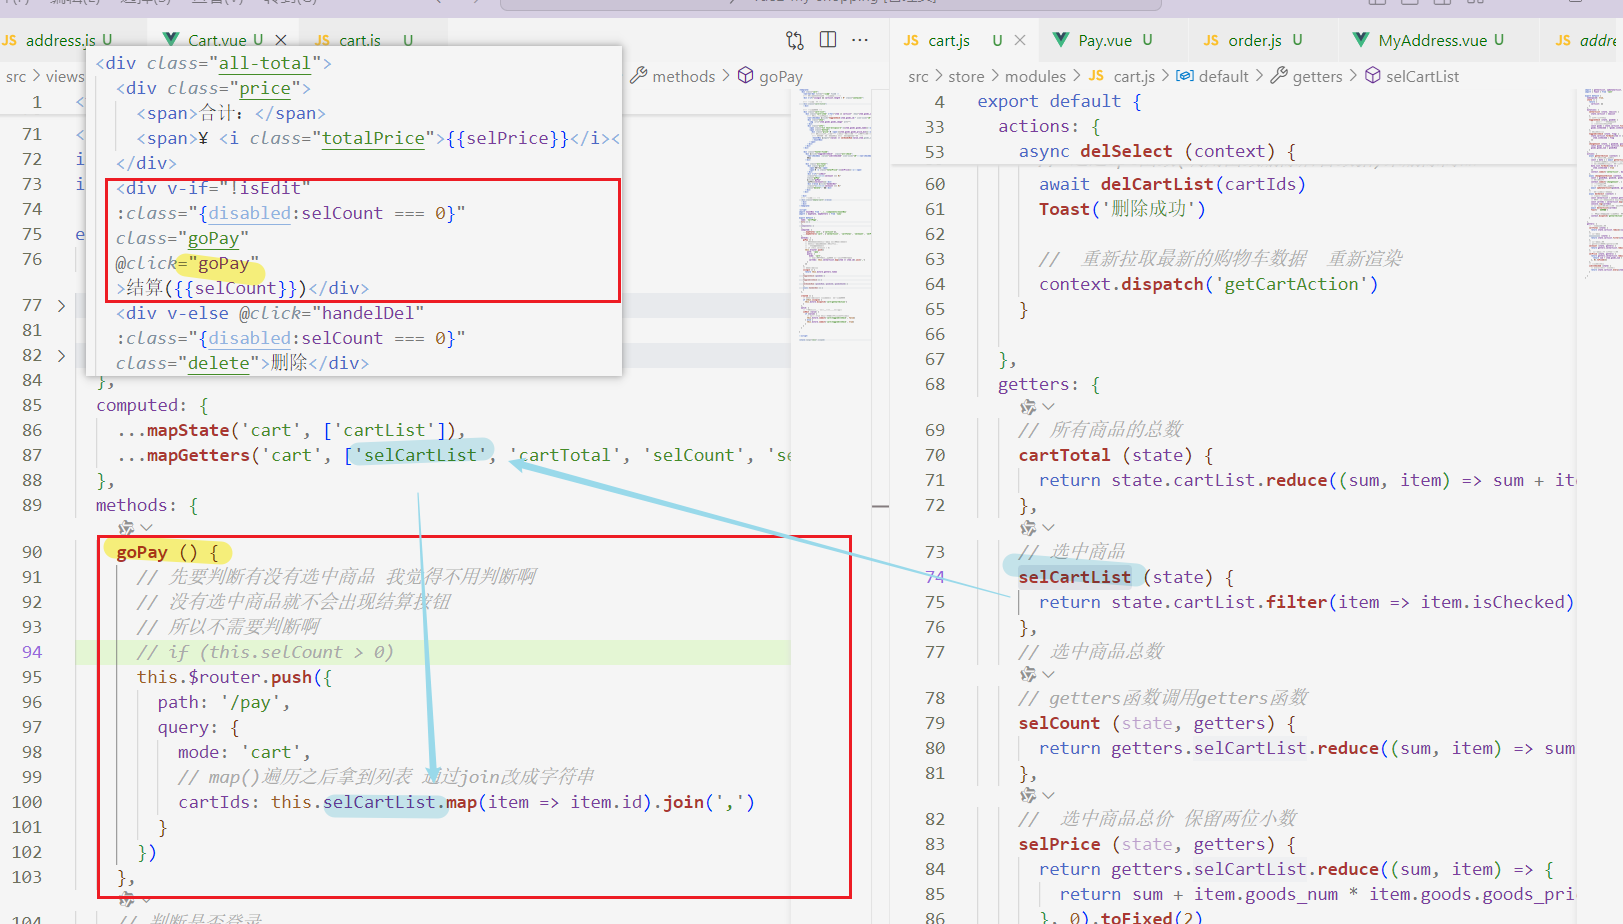 JS address.js U
Cart.vue U
JS cart.js U
JS cart.js U
Pay.vue U
JS order.js U
MyAddress.vue U
JS addre
src > views
methods > goPay
src > store > modules > JS cart.js > default > getters > selCartList
<div class="all-total">
<div class="price">
<span>合计: </span>
<span>¥ <i class="totalPrice">{{selPrice}}</i><
</div>
<div v-if="!isEdit"
:class="{disabled:selCount === 0}"
class="goPay"
@click="goPay"
>结算({{selCount}})</div>
<div v-else @click="handelDel"
:class="{disabled:selCount === 0}"
class="delete">删除</div>
1 <
71 <
72 i
73 i
74
75 e
76
77 >
81
82 >
84 },
85 computed: {
86 ...mapState('cart', ['cartList']),
87 ...mapGetters('cart', ['selCartList', 'cartTotal', 'selCount', 'se
88 },
89 methods: {
90 goPay () {
91 // 先要判断有没有选中商品 我觉得不用判断啊
92 // 没有选中商品就不会出现结算按钮
93 // 所以不需要判断啊
94 // if (this.selCount > 0)
95 this.$router.push({
96 path: '/pay',
97 query: {
98 mode: 'cart',
99 // map()遍历之后拿到列表 通过join改成字符串
100 cartIds: this.selCartList.map(item => item.id).join(',')
101 }
102 })
103 },
104 // 判断是否登录
4 export default {
33 actions: {
53 async delSelect (context) {
60 await delCartList(cartIds)
61 Toast('删除成功')
62
63 // 重新拉取最新的购物车数据 重新渲染
64 context.dispatch('getCartAction')
65 }
66
67 },
68 getters: {
69 // 所有商品的总数
70 cartTotal (state) {
71 return state.cartList.reduce((sum, item) => sum + ite
72 },
73 // 选中商品
74 selCartList (state) {
75 return state.cartList.filter(item => item.isChecked)
76 },
77 // 选中商品总数
78 // getters函数调用getters函数
79 selCount (state, getters) {
80 return getters.selCartList.reduce((sum, item) => sum
81 },
82 // 选中商品总价 保留两位小数
83 selPrice (state, getters) {
84 return getters.selCartList.reduce((sum, item) => {
85 return sum + item.goods_num * item.goods.goods_pri
86 }, 0).toFixed(2)